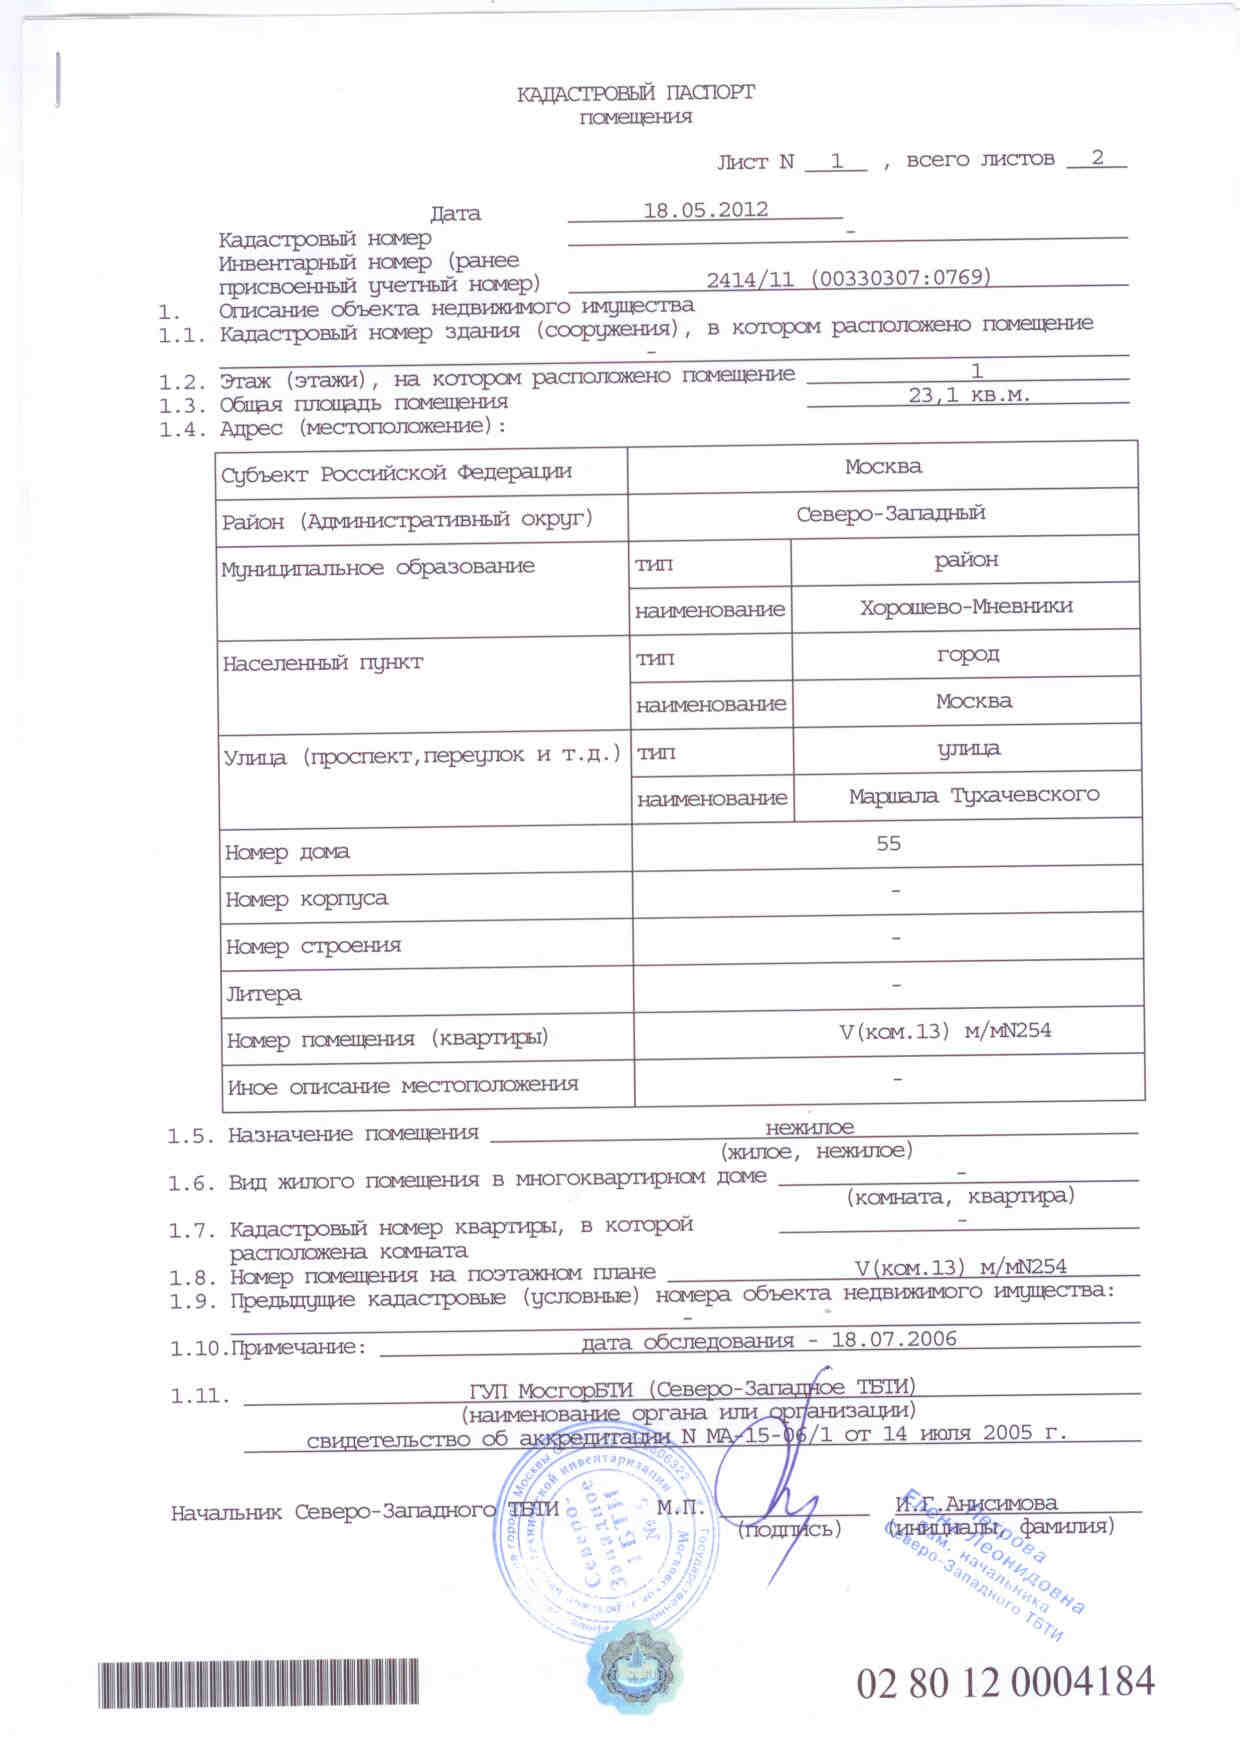 КАДАСТРОВЫЙ ПАСПОРТ
помещения
Лист N 1 , всего листов 2
Дата 18.05.2012
Кадастровый номер -
Инвентарный номер (ранее
присвоенный учетный номер) 2414/11 (00330307:0769)
1. Описание объекта недвижимого имущества
1.1. Кадастровый номер здания (сооружения), в котором расположено помещение
-
1.2. Этаж (этажи), на котором расположено помещение 1
1.3. Общая площадь помещения 23,1 кв.м.
1.4. Адрес (местоположение):
Субъект Российской Федерации Москва
Район (Административный округ) Северо-Западный
Муниципальное образование тип район
наименование Хорошево-Мневники
Населенный пункт тип город
наименование Москва
Улица (проспект,переулок и т.д.) тип улица
наименование Маршала Тухачевского
Номер дома 55
Номер корпуса -
Номер строения -
Литера -
Номер помещения (квартиры) V(ком.13) м/мN254
Иное описание местоположения -
1.5. Назначение помещения нежилое
(жилое, нежилое)
1.6. Вид жилого помещения в многоквартирном доме -
(комната, квартира)
1.7. Кадастровый номер квартиры, в которой -
расположена комната
1.8. Номер помещения на поэтажном плане V(ком.13) м/мN254
1.9. Предыдущие кадастровые (условные) номера объекта недвижимого имущества:
-
1.10.Примечание: дата обследования - 18.07.2006
1.11. ГУП МосгорБТИ (Северо-Западное ТБТИ)
(наименование органа или организации)
свидетельство об аккредитации N МА-15-06/1 от 14 июля 2005 г.
Начальник Северо-Западного ТБТИ М.П. И.Г.Анисимова
(подпись) (инициалы, фамилия)
Петрова
Елена Леонидовна
зам. начальника
Северо-Западного ТБТИ
Северо-
Западное
ТБТИ
02 80 12 0004184